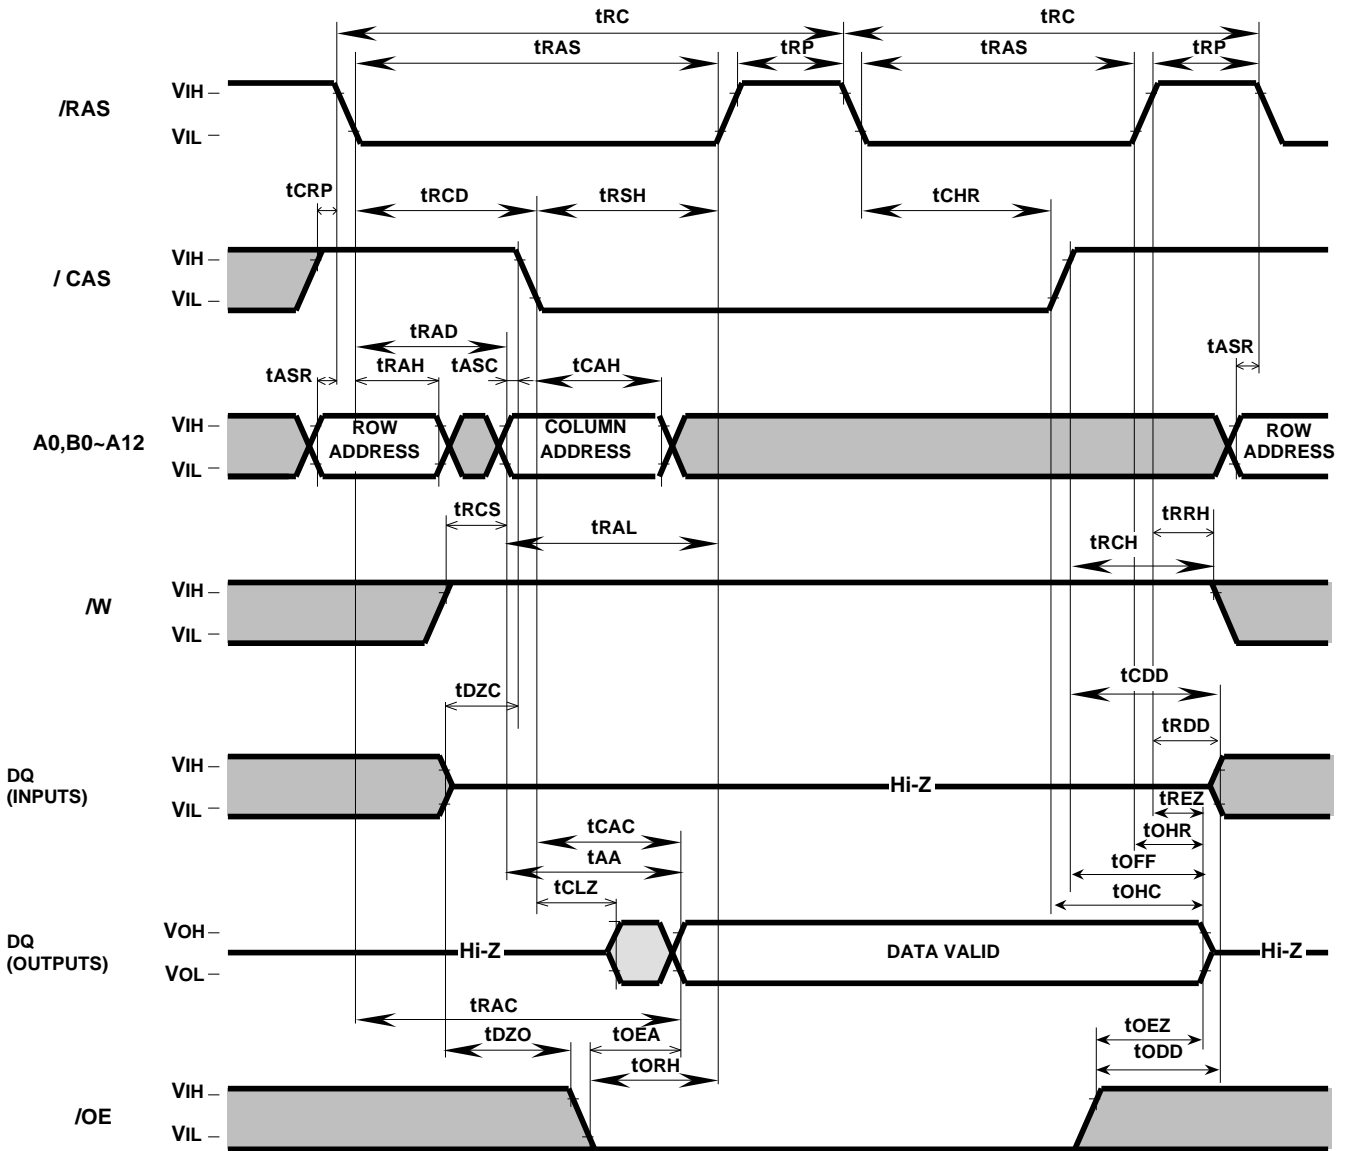 tRC tRC
tRAS tRP tRAS tRP
/RAS VIH
VIL
tCRP tRCD tRSH tCHR
/ CAS VIH
VIL
tRAD
tASR tRAH tASC tCAH tASR
A0,B0~A12 VIH ROW ADDRESS COLUMN ADDRESS ROW ADDRESS
VIL
tRCS tRAL tRRH
tRCH
/W VIH
VIL
tCDD
tDZC
tRDD
DQ (INPUTS) VIH Hi-Z
VIL
tREZ
tCAC tOHR
tAA tOFF
tCLZ tOHC
DQ (OUTPUTS) VOH Hi-Z DATA VALID Hi-Z
VOL
tRAC
tDZO tOEA tOEZ
tORH tODD
/OE VIH
VIL